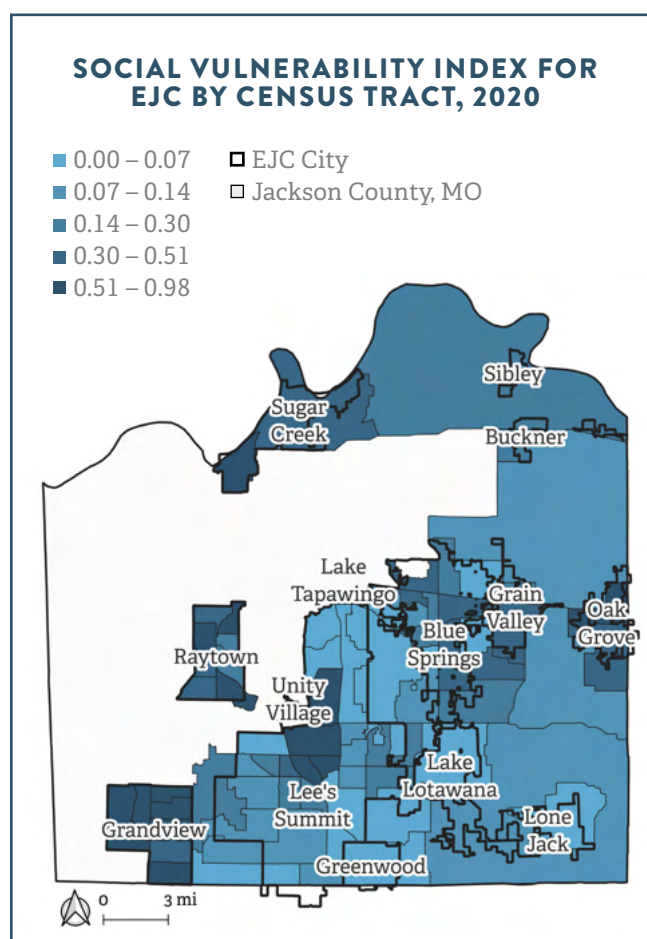 SOCIAL VULNERABILITY INDEX FOR
EJC BY CENSUS TRACT, 2020
0.00 – 0.07
EJC City
0.07 – 0.14
Jackson County, MO
0.14 – 0.30
0.30 – 0.51
0.51 – 0.98
Sibley
Sugar
Creek
Buckner
Lake
Tapawingo
Grain
Valley
Oak
Grove
Blue
Springs
Raytown
Unity
Village
Lake
Lotawana
Lee's
Summit
Lone
Jack
Grandview
Greenwood
0 3 mi